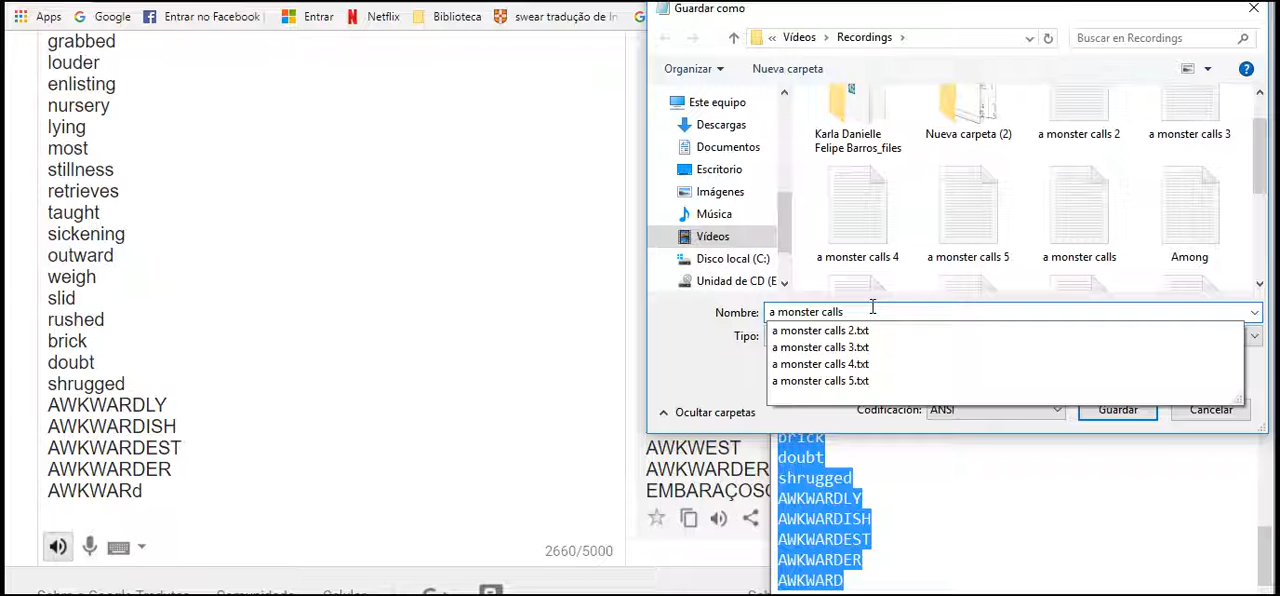 Apps Google Entrar no Facebook Entrar Netflix Biblioteca swear tradução de In
grabbed
louder
enlisting
nursery
lying
most
stillness
retrieves
taught
sickening
outward
weigh
slid
rushed
brick
doubt
shrugged
AWKWARDLY
AWKWARDISH
AWKWARDEST
AWKWARDER
AWKWARd
2660/5000
AWKWEST
AWKWARDER
Guardar como
« Vídeos › Recordings ›
Buscar en Recordings
Organizar
Nueva carpeta
Este equipo
Descargas
Documentos
Escritorio
Imágenes
Música
Vídeos
Disco local (C:)
Unidad de CD (E
Karla Danielle
Felipe Barros_files
Nueva carpeta (2)
a monster calls 2
a monster calls 3
a monster calls 4
a monster calls 5
a monster calls
Among
Nombre: a monster calls
Tipo:
a monster calls 2.txt
a monster calls 3.txt
a monster calls 4.txt
a monster calls 5.txt
Ocultar carpetas
Codificación: ANSI
Guardar
Cancelar
brick
doubt
shrugged
AWKWARDLY
AWKWARDISH
AWKWARDEST
AWKWARDER
AWKWARD